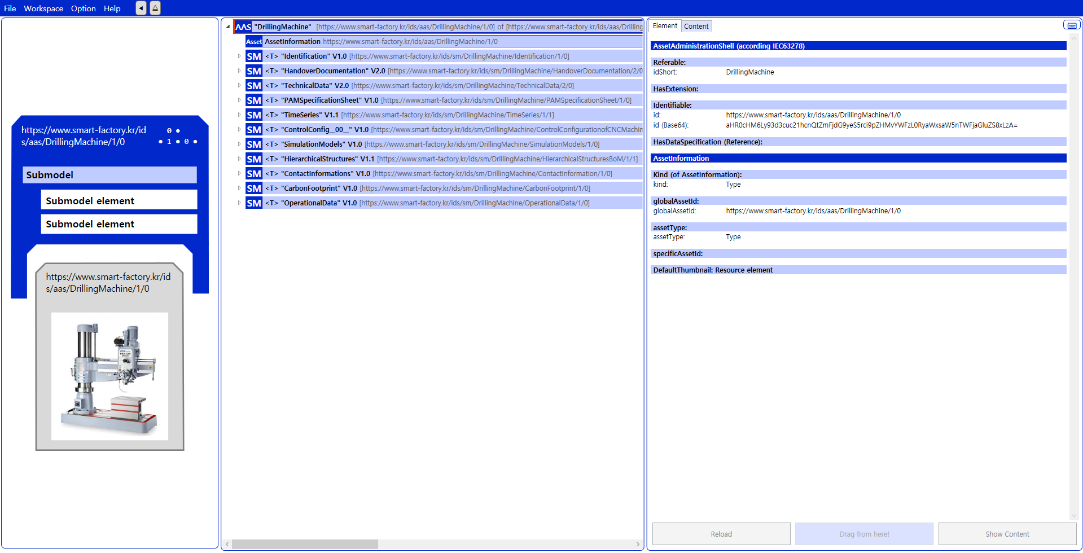 File Workspace Option Help
https://www.smart-factory.kr/id
s/aas/DrillingMachine/1/0
0
1 0
Submodel
Submodel element
Submodel element
https://www.smart-factory.kr/id
s/aas/DrillingMachine/1/0
AAS "DrillingMachine" [https://www.smart-factory.kr/ids/aas/DrillingMachine/1/0] of [https://www.smart-factory.kr/ids/aas/Drillin
Asset AssetInformation https://www.smart-factory.kr/ids/aas/DrillingMachine/1/0
SM <T> "Identification" V1.0 [https://www.smart-factory.kr/ids/sm/DrillingMachine/Identification/1/0]
SM <T> "HandoverDocumentation" V2.0 [https://www.smart-factory.kr/ids/sm/DrillingMachine/HandoverDocumentation/2/0
SM <T> "TechnicalData" V2.0 [https://www.smart-factory.kr/ids/sm/DrillingMachine/TechnicalData/2/0]
SM <T> "PAMSpecificationSheet" V1.0 [https://www.smart-factory.kr/ids/sm/DrillingMachine/PAMSpecificationSheet/1/0]
SM <T> "TimeSeries" V1.1 [https://www.smart-factory.kr/ids/sm/DrillingMachine/TimeSeries/1/1]
SM <T> "ControlConfig__00__" V1.0 [https://www.smart-factory.kr/ids/sm/DrillingMachine/ControlConfigurationofCNCMachin
SM <T> "SimulationModels" V1.0 [https://www.smart-factory.kr/ids/sm/DrillingMachine/SimulationModels/1/0]
SM <T> "HierarchicalStructures" V1.1 [https://www.smart-factory.kr/ids/sm/DrillingMachine/HierarchicalStructuresBoM/1/1]
SM <T> "ContactInformations" V1.0 [https://www.smart-factory.kr/ids/sm/DrillingMachine/ContactInformation/1/0]
SM <T> "CarbonFootprint" V1.0 [https://www.smart-factory.kr/ids/sm/DrillingMachine/CarbonFootprint/1/0]
SM <T> "OperationalData" V1.0 [https://www.smart-factory.kr/ids/sm/DrillingMachine/OperationalData/1/0]
Element Content
AssetAdministrationShell (according IEC63278)
Referable:
idShort: DrillingMachine
HasExtension:
Identifiable:
id: https://www.smart-factory.kr/ids/aas/DrillingMachine/1/0
id (Base64):
HasDataSpecification (Reference):
AssetInformation
Kind (of AssetInformation):
kind: Type
globalAssetId:
globalAssetId: https://www.smart-factory.kr/ids/aas/DrillingMachine/1/0
assetType:
assetType: Type
specificAssetId:
DefaultThumbnail: Resource element
Reload
Drag from here!
Show Content